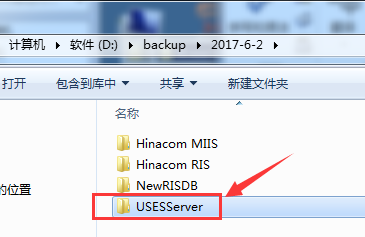 计算机 ▸ 软件 (D:) ▸ backup ▸ 2017-6-2 ▸
打开 包含到库中 共享 新建文件夹
名称
Hinacom MIIS
Hinacom RIS
NewRISDB
的位置
USESServer